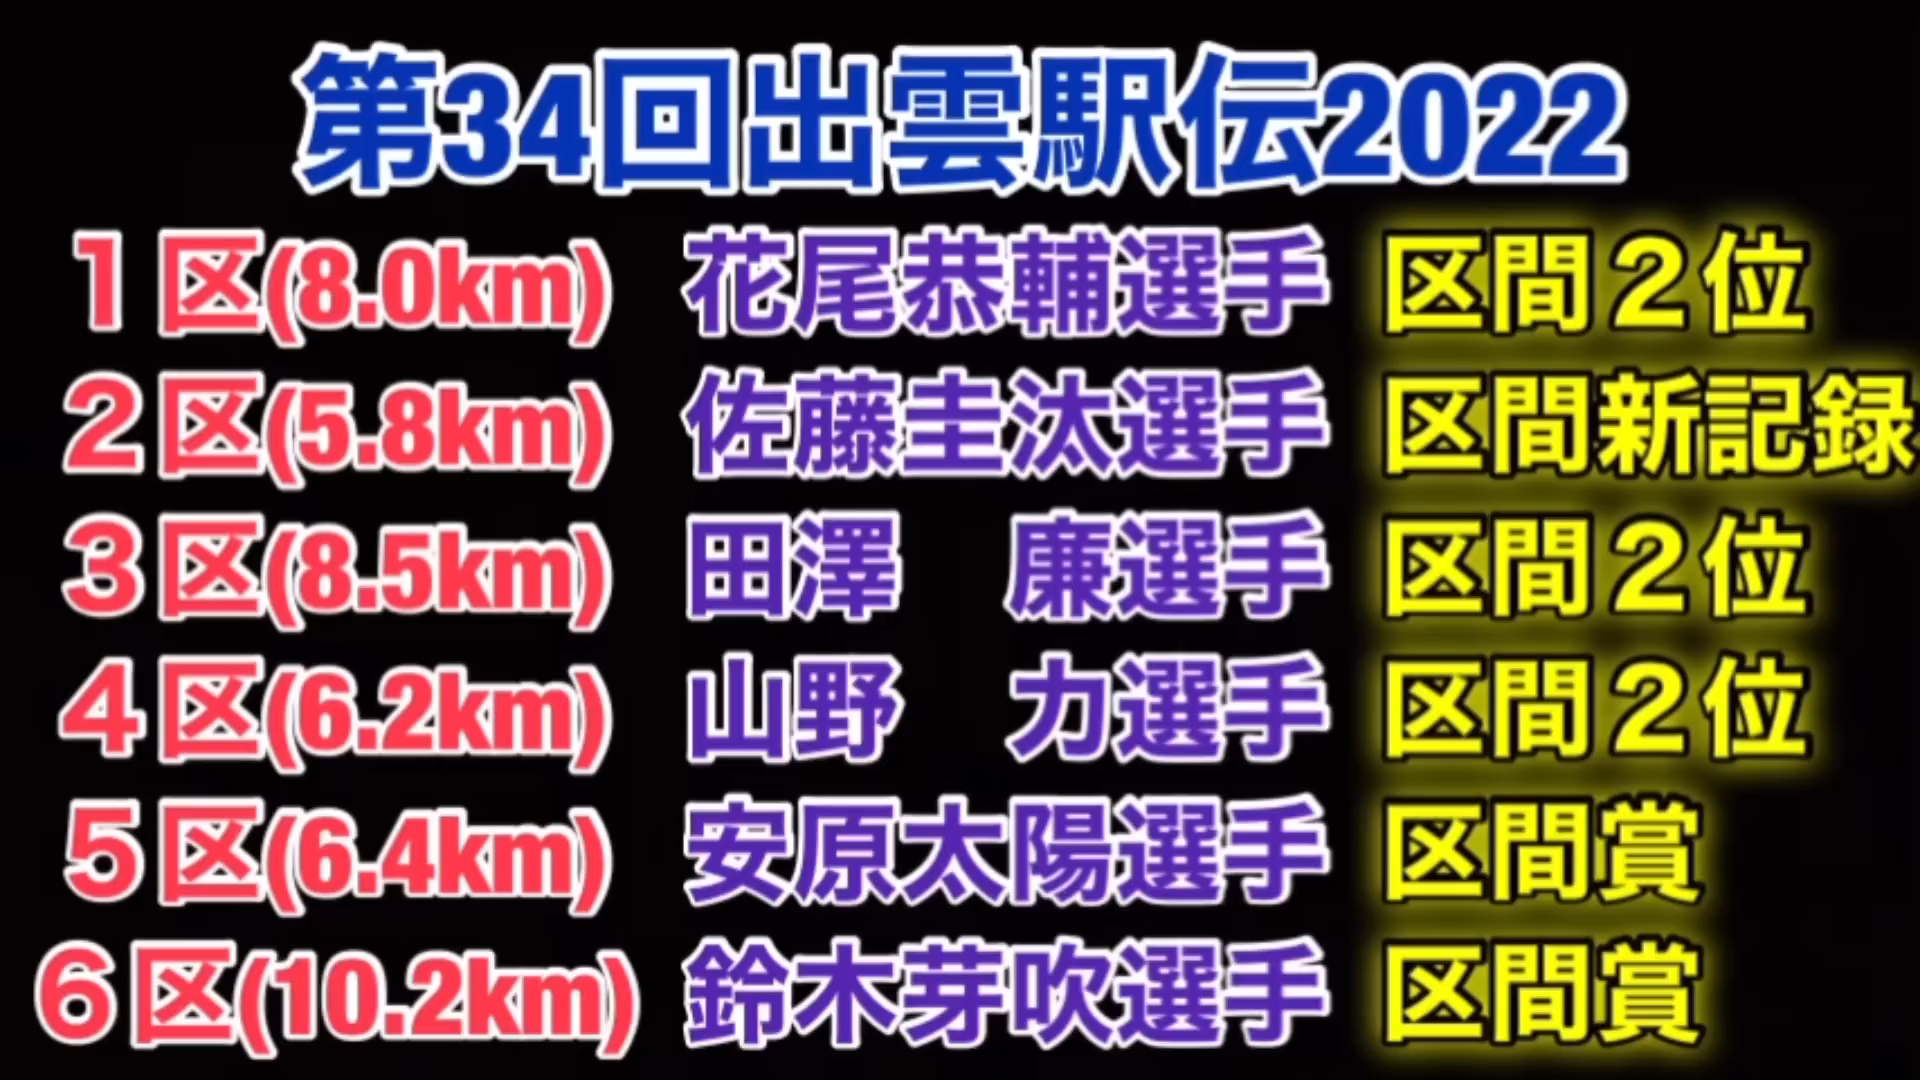 第34回出雲駅伝2022
１区(8.0km) 花尾恭輔選手 区間２位
２区(5.8km) 佐藤圭汰選手 区間新記録
３区(8.5km) 田澤　廉選手 区間２位
４区(6.2km) 山野　力選手 区間２位
５区(6.4km) 安原太陽選手 区間賞
６区(10.2km) 鈴木芽吹選手 区間賞